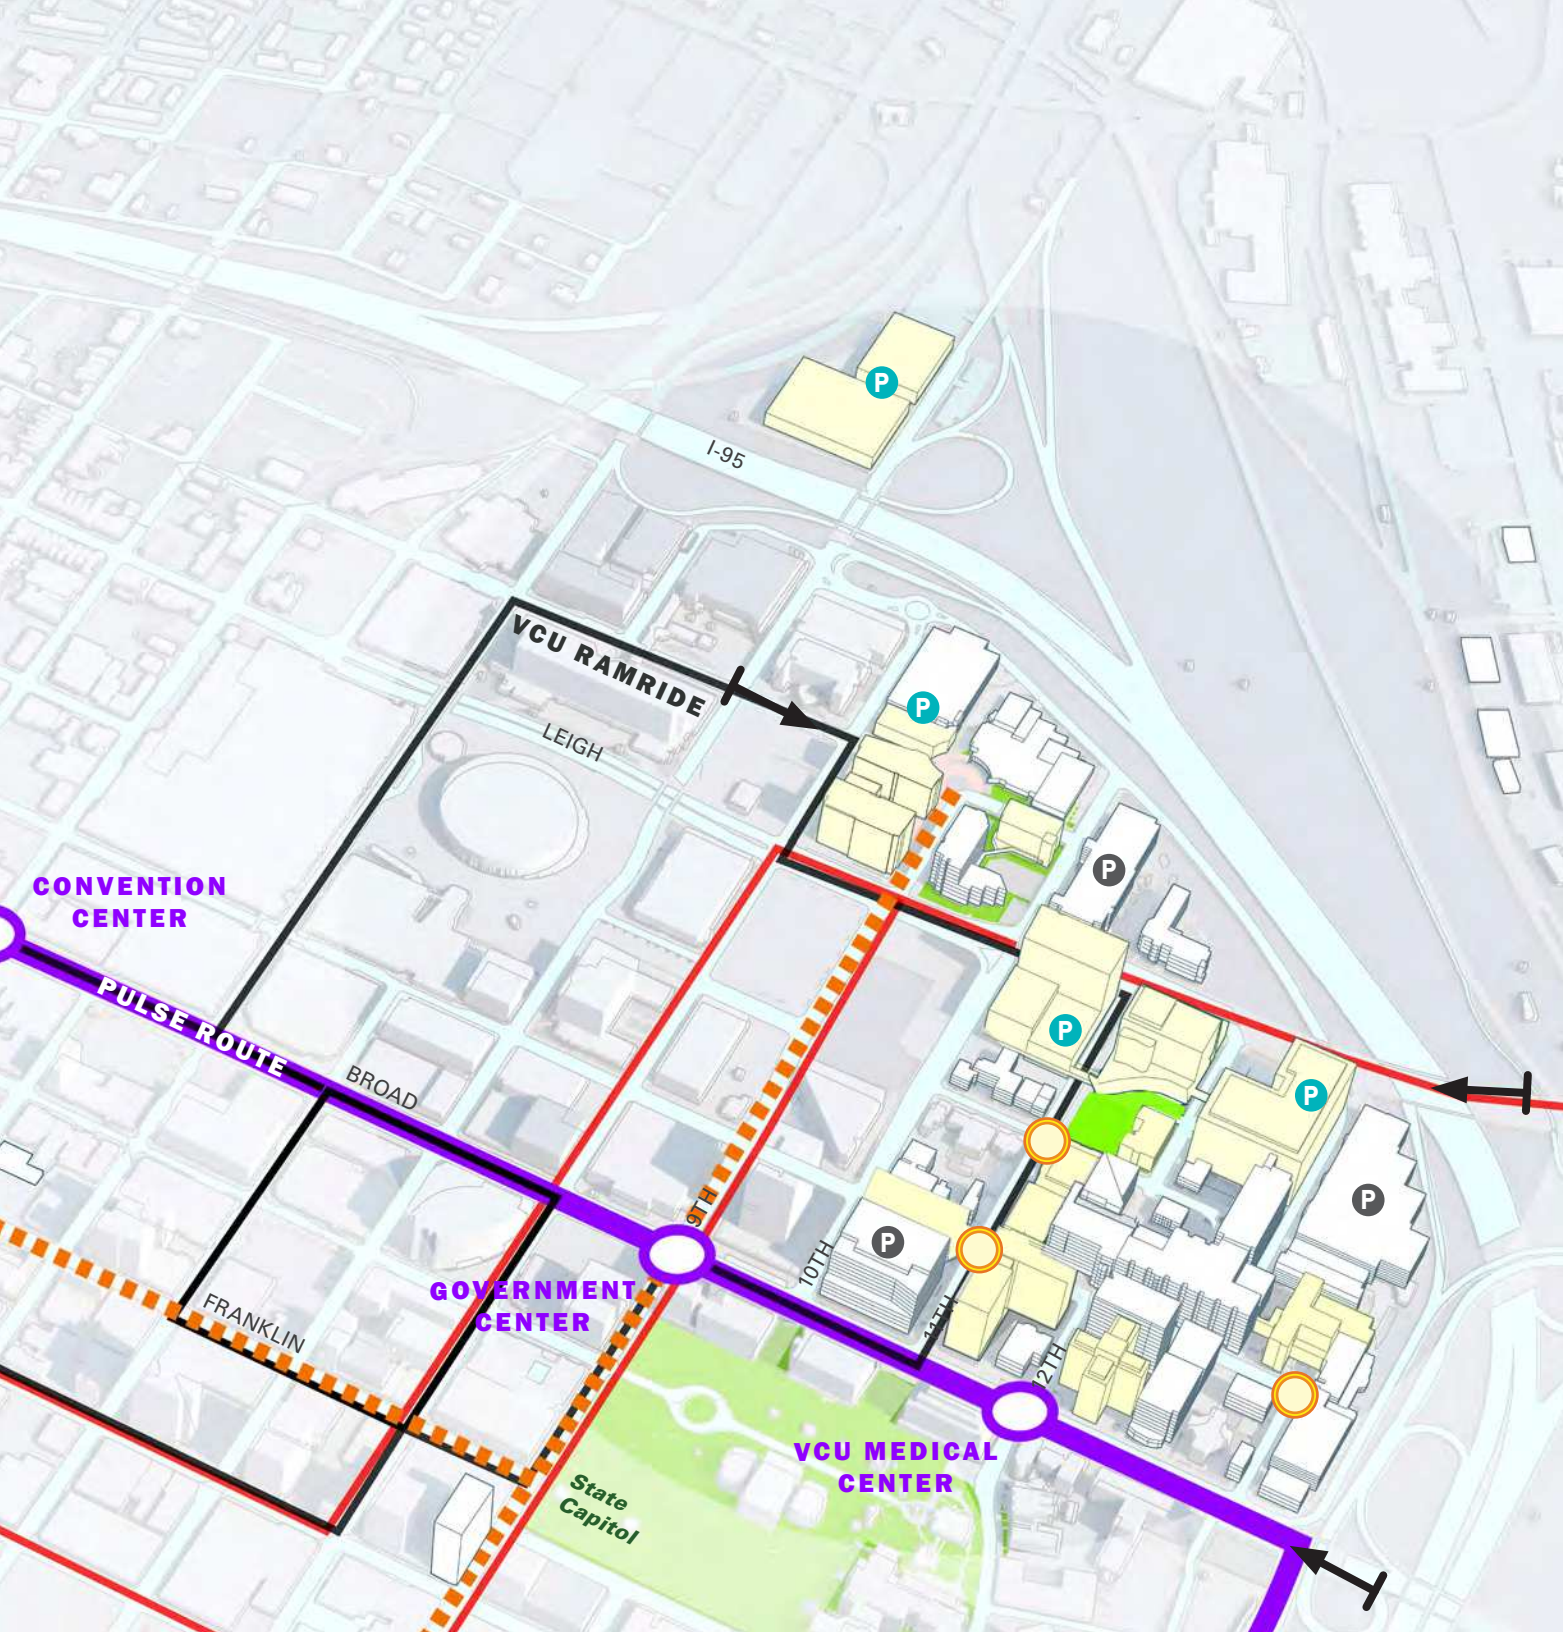 P
I-95
VCU RAMRIDE
P
LEIGH
P
CONVENTION
CENTER
PULSE ROUTE
P
BROAD
P
P
9TH
P
10TH
GOVERNMENT
CENTER
FRANKLIN
11TH
12TH
VCU MEDICAL
CENTER
State
Capitol